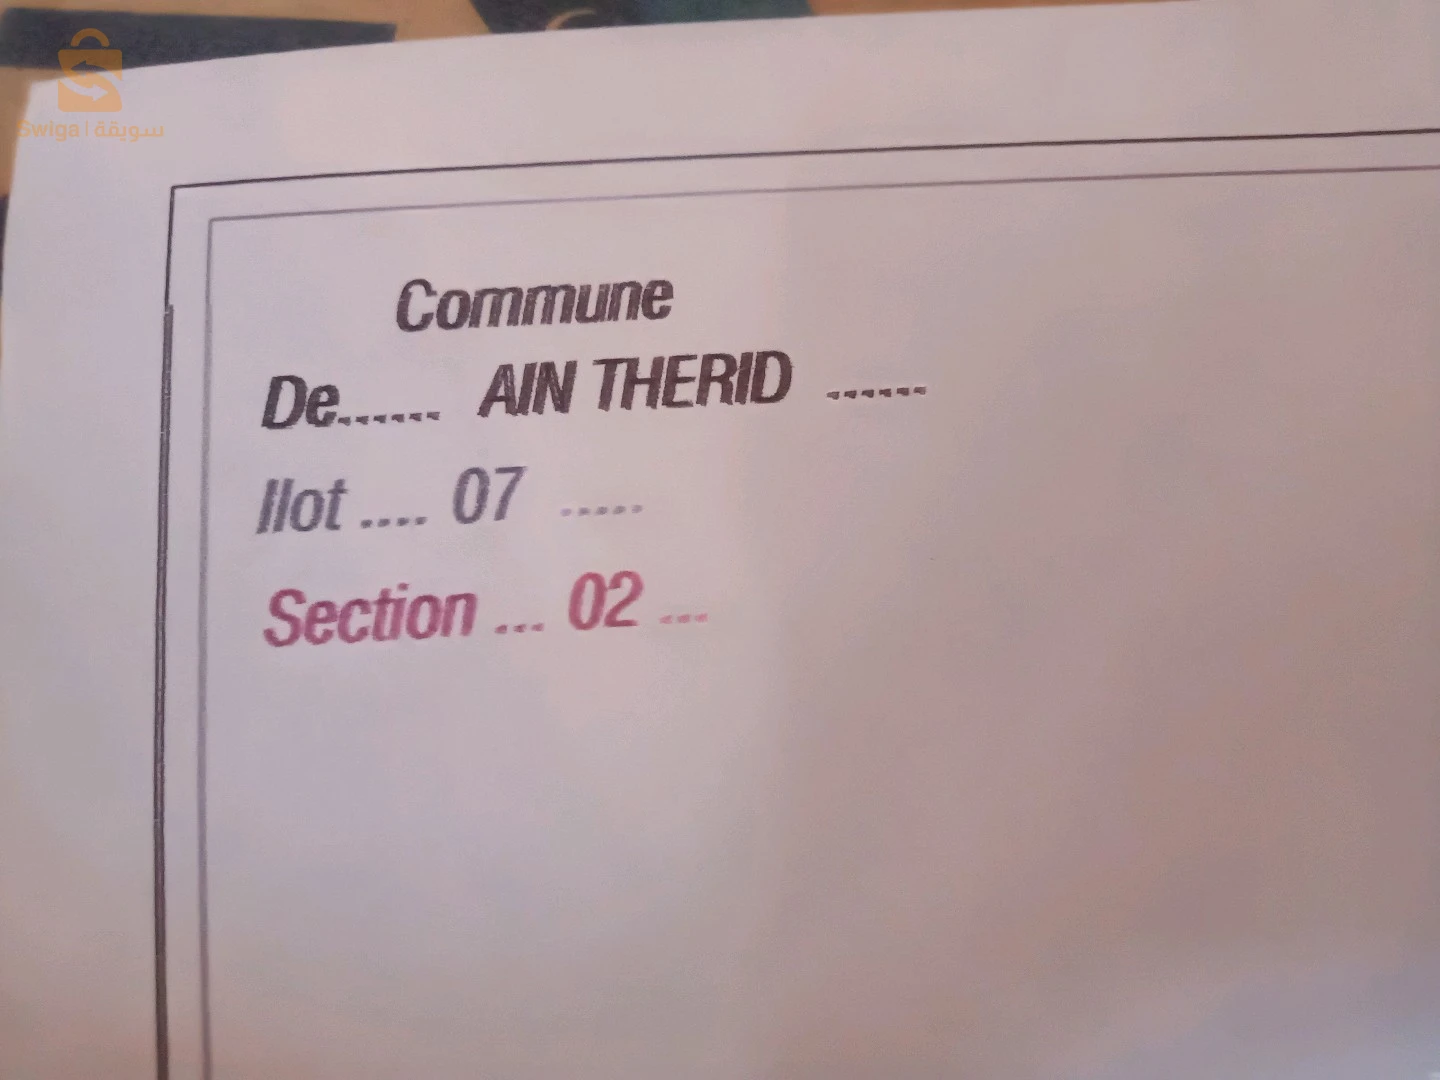 Swiga | سويقة
Commune
De...... AIN THERID ......
Ilot .... 07 .....
Section ... 02 ...